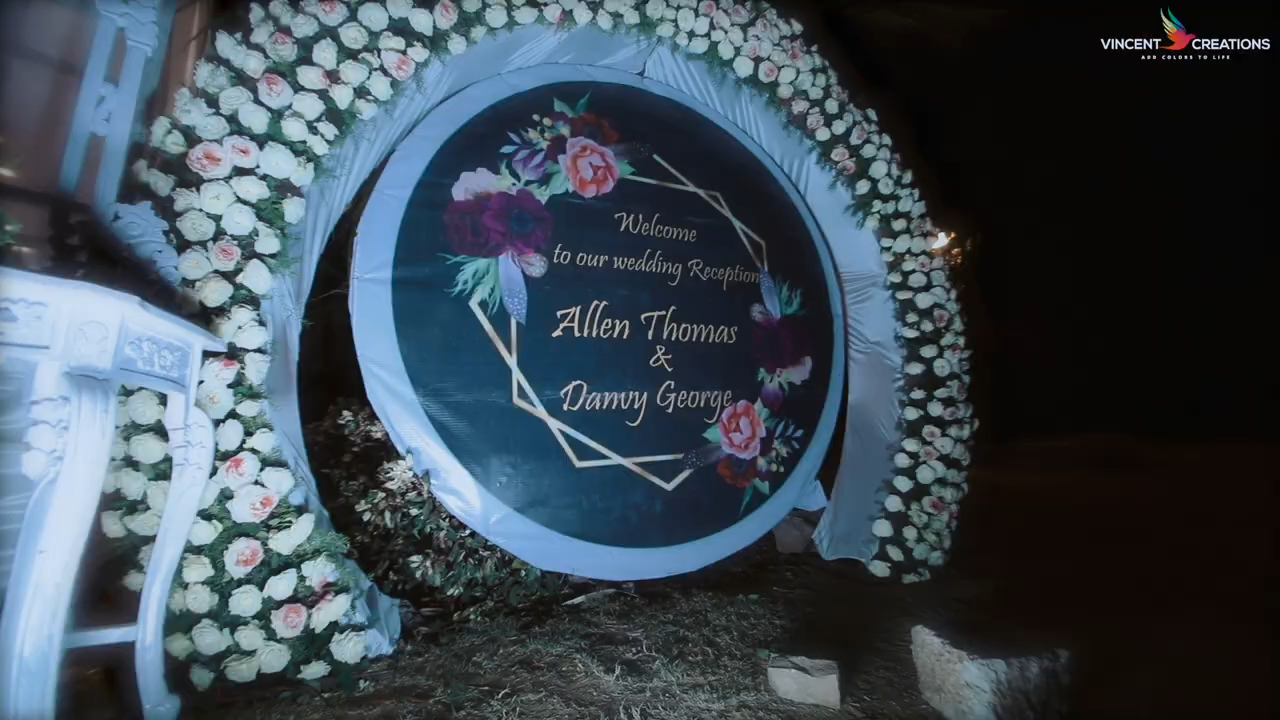 VINCENT CREATIONS
ADD COLORS TO LIFE
Welcome
to our wedding Reception
Allen Thomas
&
Danvy George